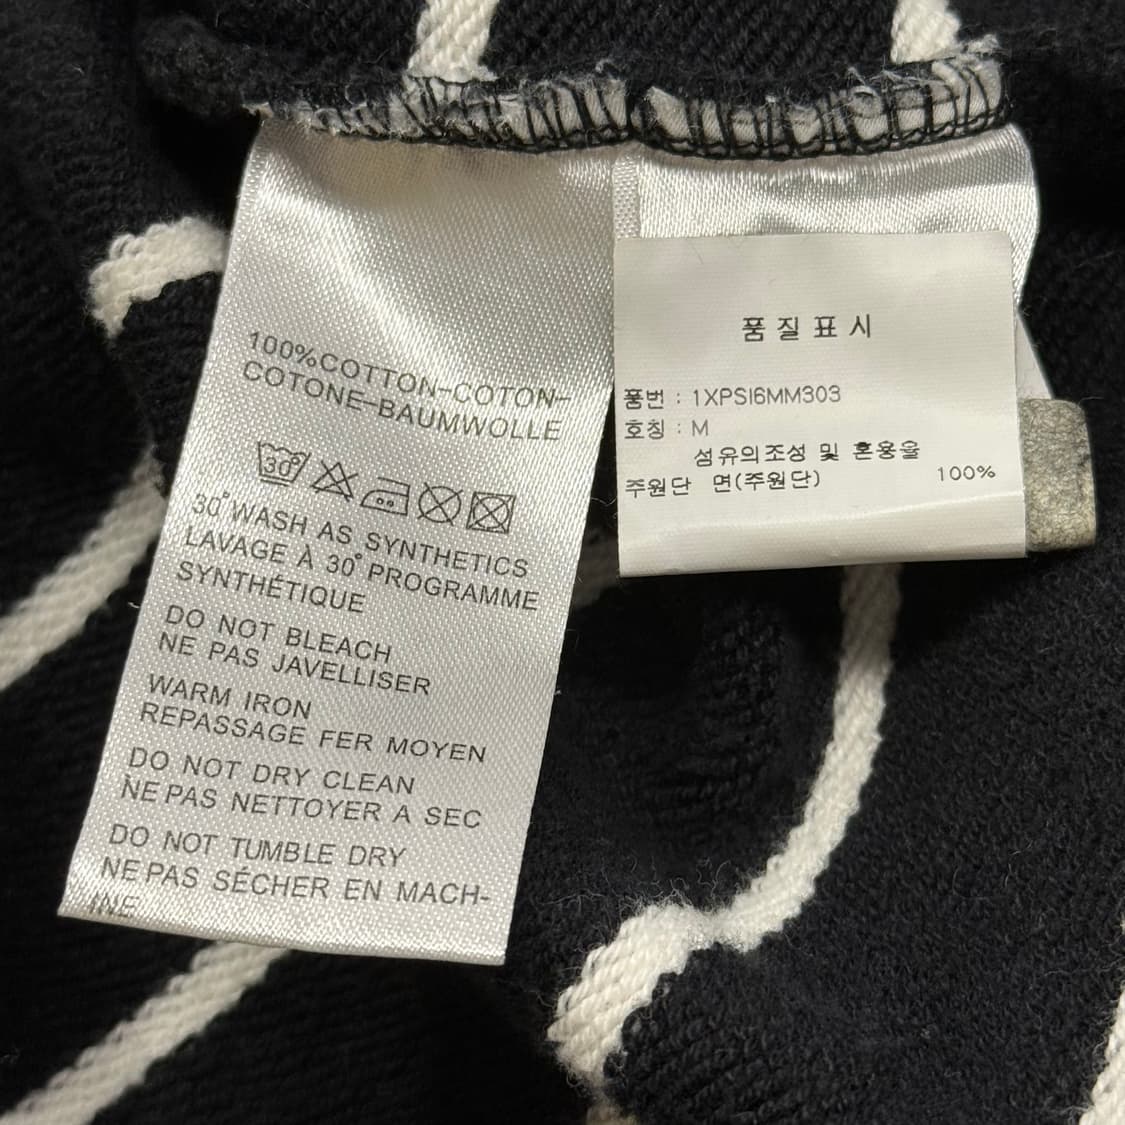 100%COTTON-COTON-
COTONE-BAUMWOLLE
30°
30°WASH AS SYNTHETICS
LAVAGE À 30° PROGRAMME
SYNTHÉTIQUE
DO NOT BLEACH
NE PAS JAVELLISER
WARM IRON
REPASSAGE FER MOYEN
DO NOT DRY CLEAN
NE PAS NETTOYER A SEC
DO NOT TUMBLE DRY
NE PAS SÉCHER EN MACH-
INE
품질표시
품번 : 1XPSI6MM303
호칭 : M
섬유의조성 및 혼용율
주원단 면(주원단) 100%